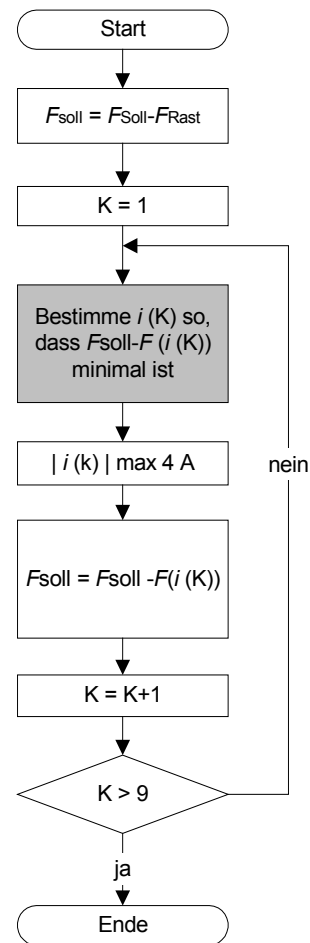 Start
Fsoll = FSoll-FRast
K = 1
Bestimme i (K) so,
dass Fsoll-F (i (K))
minimal ist
| i (k) | max 4 A
nein
Fsoll = Fsoll -F(i (K))
K = K+1
K > 9
ja
Ende